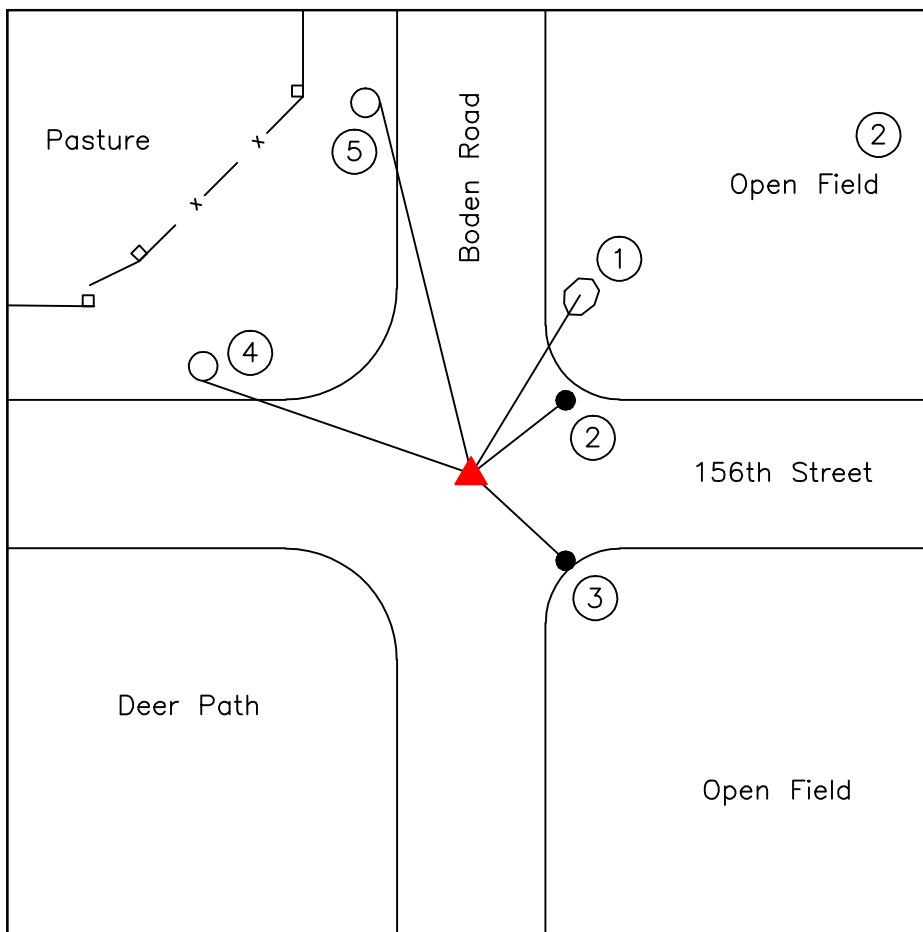 Pasture
5
Boden Road
2
Open Field
1
4
2
156th Street
3
Deer Path
Open Field